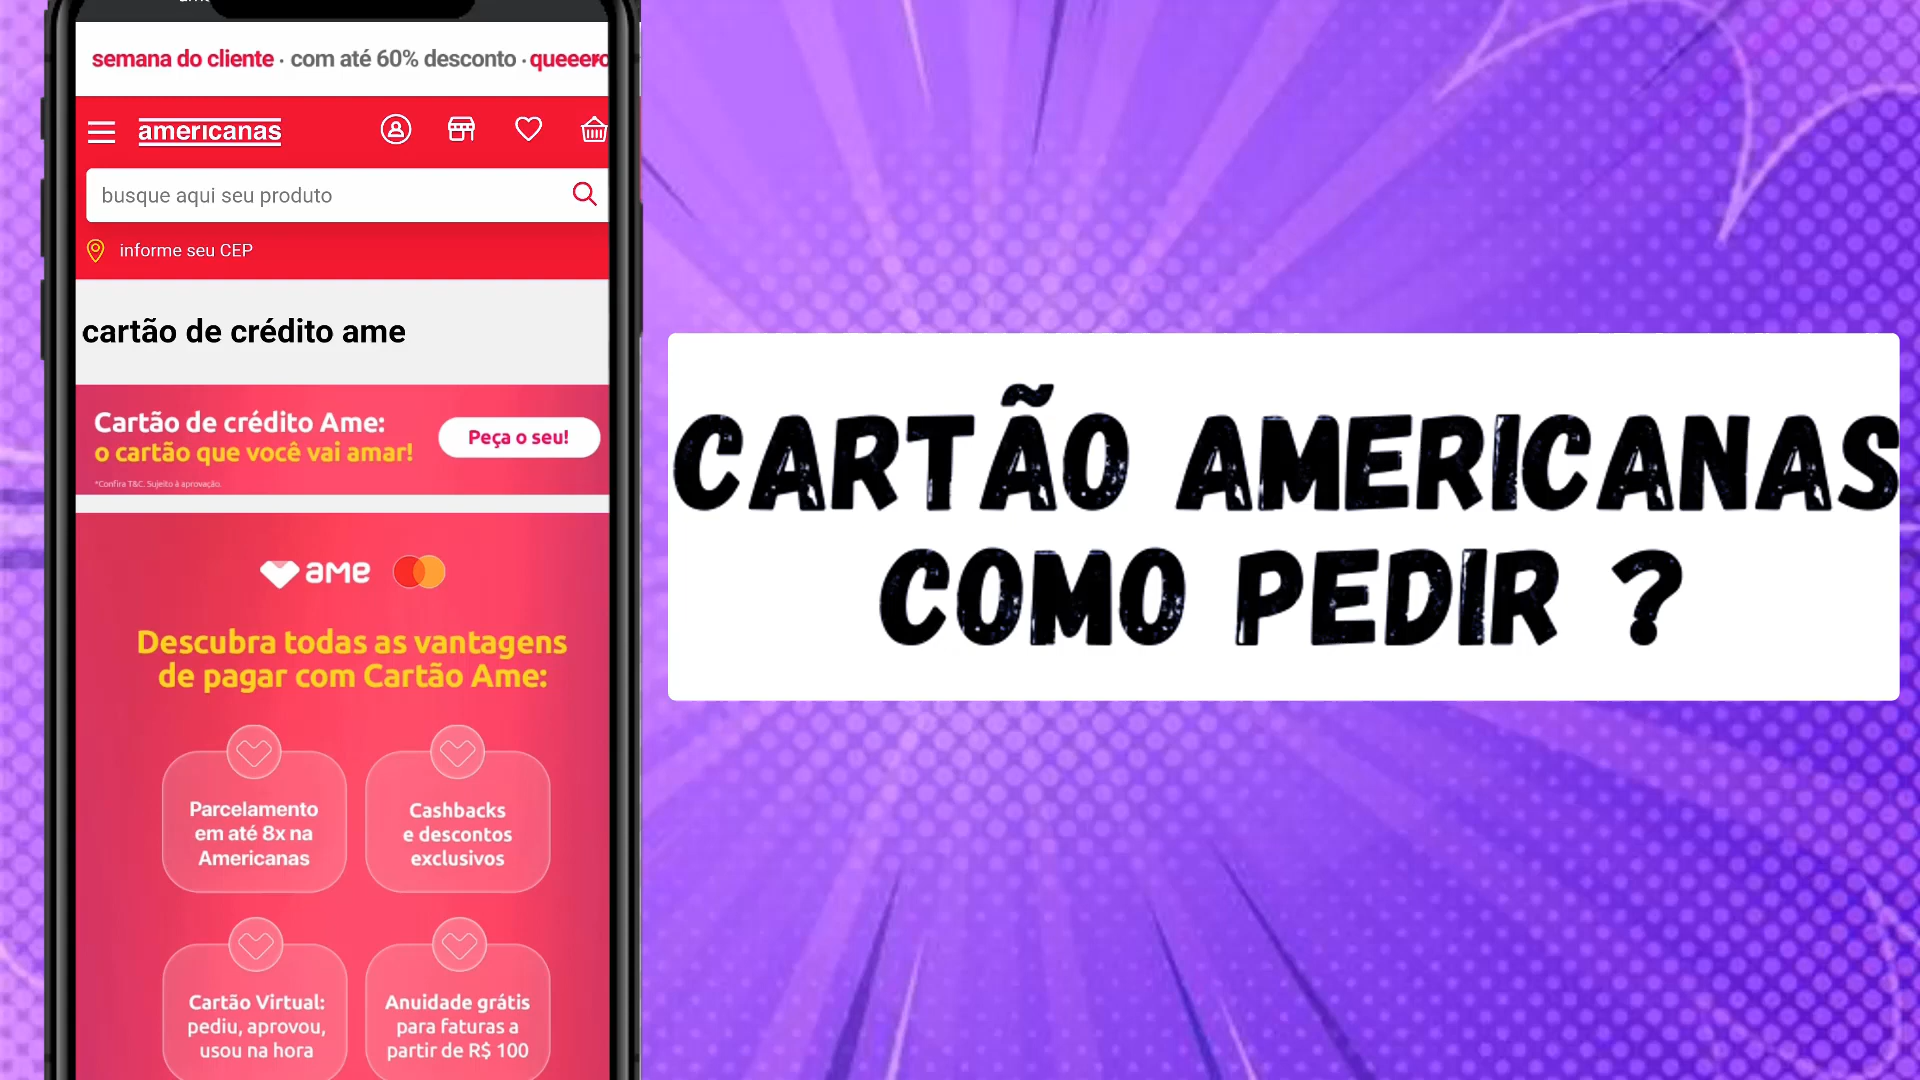 semana do cliente · com até 60% desconto ·
americanas
busque aqui seu produto
informe seu CEP
cartão de crédito ame
Cartão de crédito Ame:
o cartão que você vai amar!
Peça o seu!
*Confira T&C. Sujeito à aprovação.
ame
Descubra todas as vantagens
de pagar com Cartão Ame:
Parcelamento
em até 8x na
Americanas
Cashbacks
e descontos
exclusivos
Cartão Virtual:
pediu, aprovou,
usou na hora
Anuidade grátis
para faturas a
partir de R$ 100
CARTÃO AMERICANAS
COMO PEDIR ?